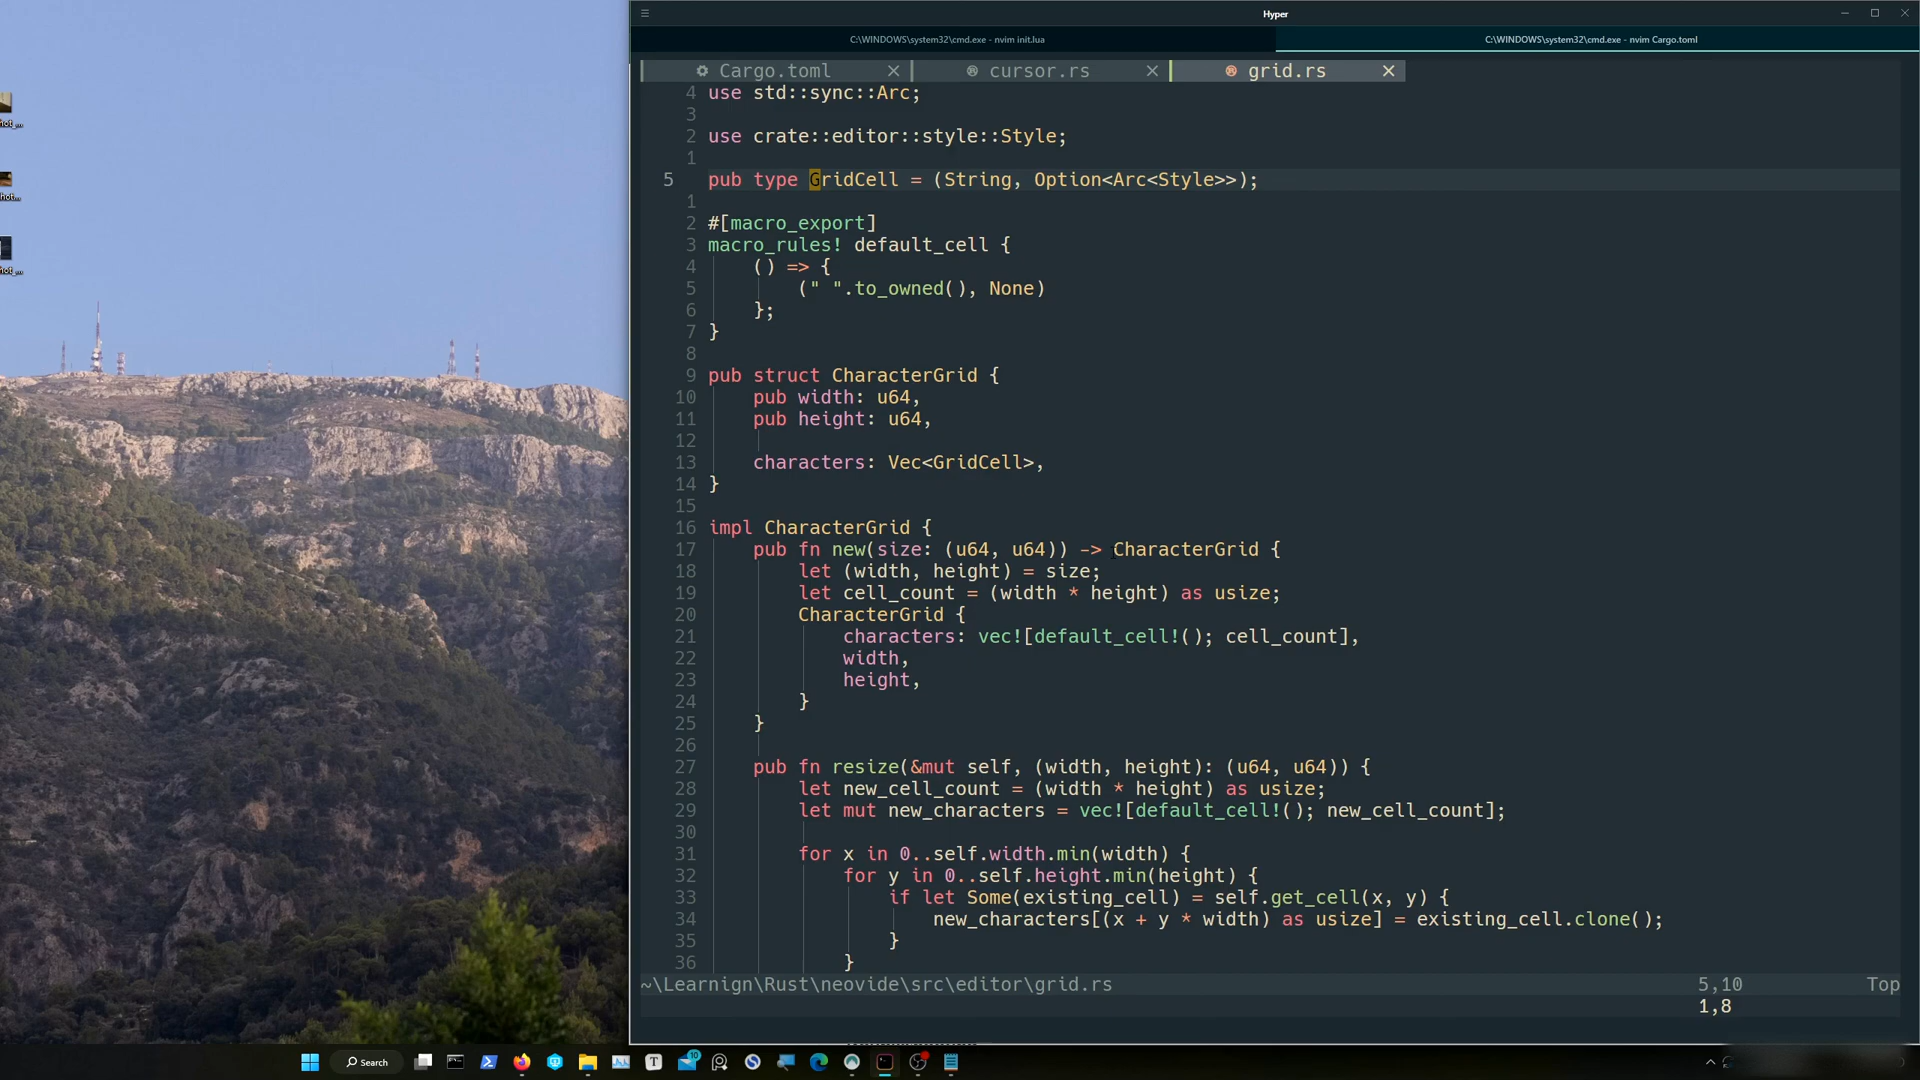 Hyper
C:\WINDOWS\system32\cmd.exe - nvim init.lua
C:\WINDOWS\system32\cmd.exe - nvim Cargo.toml
Cargo.toml
cursor.rs
grid.rs
4 use std::sync::Arc;
3
2 use crate::editor::style::Style;
1
5 pub type GridCell = (String, Option<Arc<Style>>);
1
2 #[macro_export]
3 macro_rules! default_cell {
4 () => {
5 (" ".to_owned(), None)
6 };
7 }
8
9 pub struct CharacterGrid {
10 pub width: u64,
11 pub height: u64,
12
13 characters: Vec<GridCell>,
14 }
15
16 impl CharacterGrid {
17 pub fn new(size: (u64, u64)) -> CharacterGrid {
18 let (width, height) = size;
19 let cell_count = (width * height) as usize;
20 CharacterGrid {
21 characters: vec![default_cell!(); cell_count],
22 width,
23 height,
24 }
25 }
26
27 pub fn resize(&mut self, (width, height): (u64, u64)) {
28 let new_cell_count = (width * height) as usize;
29 let mut new_characters = vec![default_cell!(); new_cell_count];
30
31 for x in 0..self.width.min(width) {
32 for y in 0..self.height.min(height) {
33 if let Some(existing_cell) = self.get_cell(x, y) {
34 new_characters[(x + y * width) as usize] = existing_cell.clone();
35 }
36 }
~\Learnign\Rust\neovide\src\editor\grid.rs 5,10 Top
1,8
hot_...
hot...
hot_...
Search
10